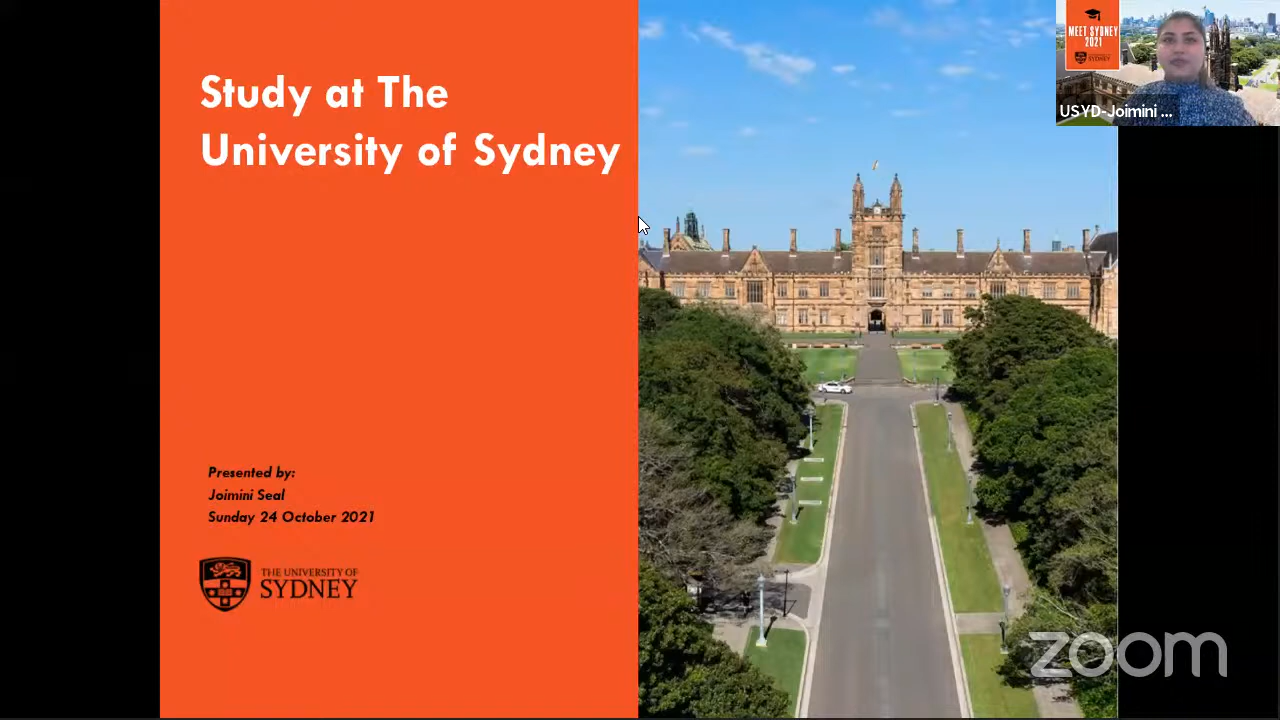 Study at The
University of Sydney
Presented by:
Joimini Seal
Sunday 24 October 2021
THE UNIVERSITY OF
SYDNEY
MEET SYDNEY
2021
SYDNEY
USYD-Joimini ...
zoom